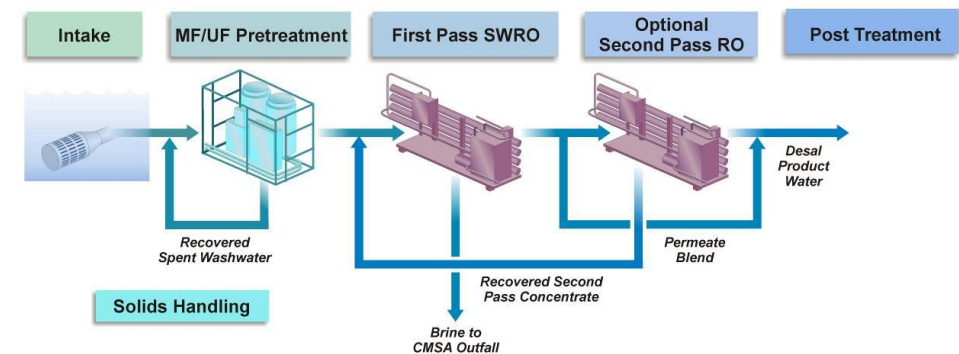 Intake
MF/UF Pretreatment
First Pass SWRO
Optional
Second Pass RO
Post Treatment
Desal
Product
Water
Recovered
Spent Washwater
Permeate
Blend
Recovered Second
Pass Concentrate
Solids Handling
Brine to
CMSA Outfall